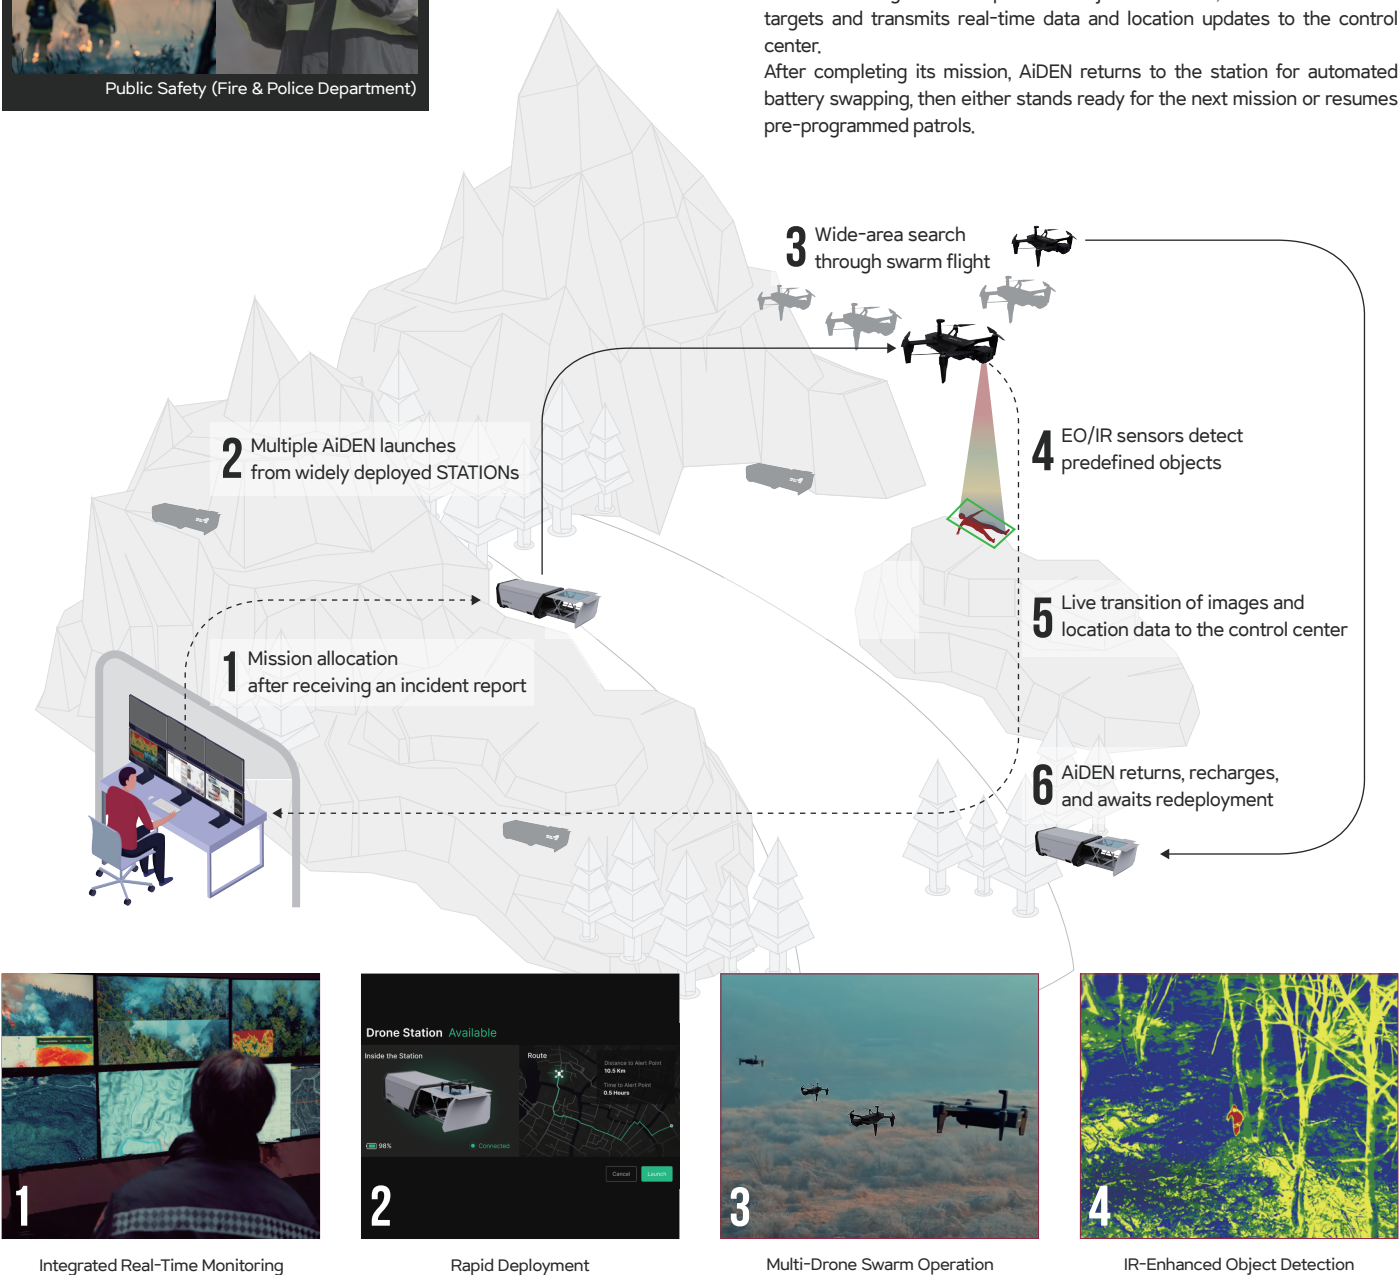 Public Safety (Fire & Police Department)
targets and transmits real-time data and location updates to the control
center.
After completing its mission, AiDEN returns to the station for automated
battery swapping, then either stands ready for the next mission or resumes
pre-programmed patrols.
3 Wide-area search
through swarm flight
2 Multiple AiDEN launches
from widely deployed STATIONs
4 EO/IR sensors detect
predefined objects
5 Live transition of images and
location data to the control center
1 Mission allocation
after receiving an incident report
6 AiDEN returns, recharges,
and awaits redeployment
Drone Station Available
Inside the Station
Route
Distance to Alert Point
10.5 Km
Time to Alert Point
0.5 Hours
98%
Connected
Cancel
Launch
1
2
3
4
Integrated Real-Time Monitoring
Rapid Deployment
Multi-Drone Swarm Operation
IR-Enhanced Object Detection